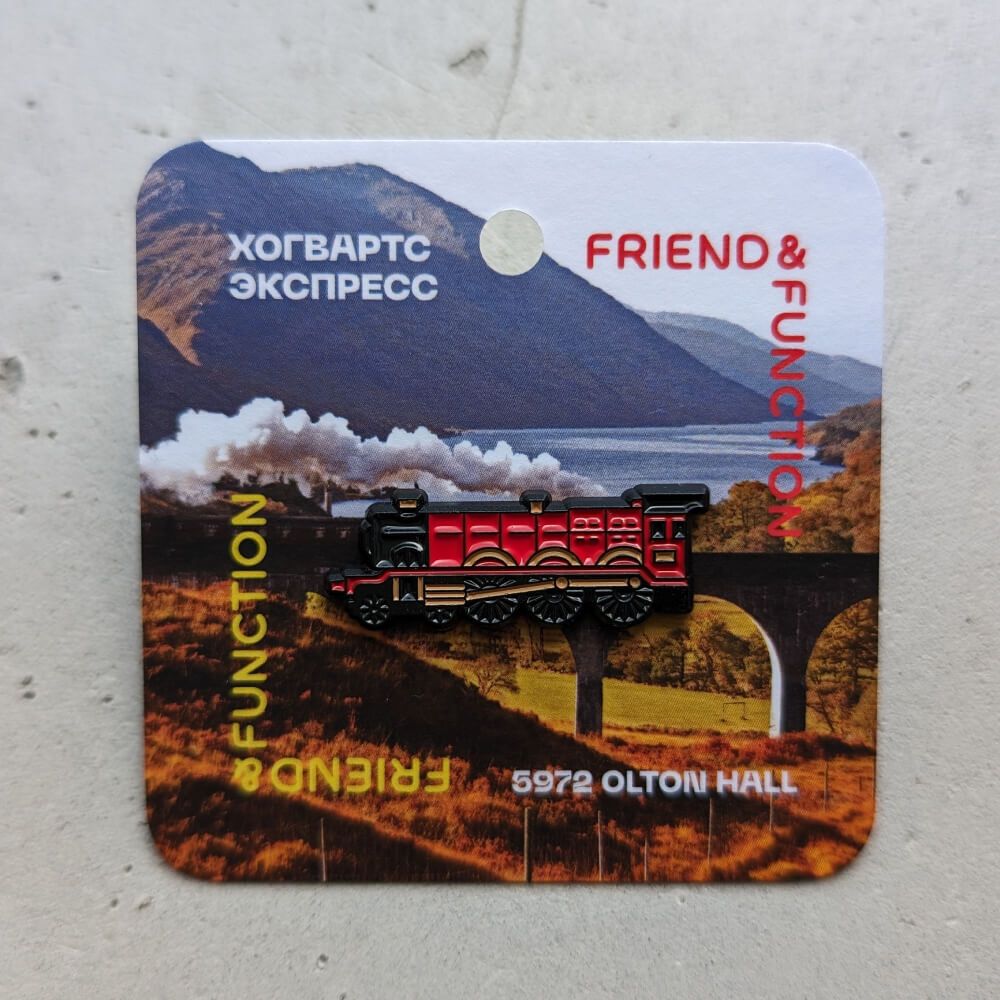 ХОГВАРТС
ЭКСПРЕСС
FRIEND &
FUNCTION
FRIEND &
FUNCTION
5972 OLTON HALL